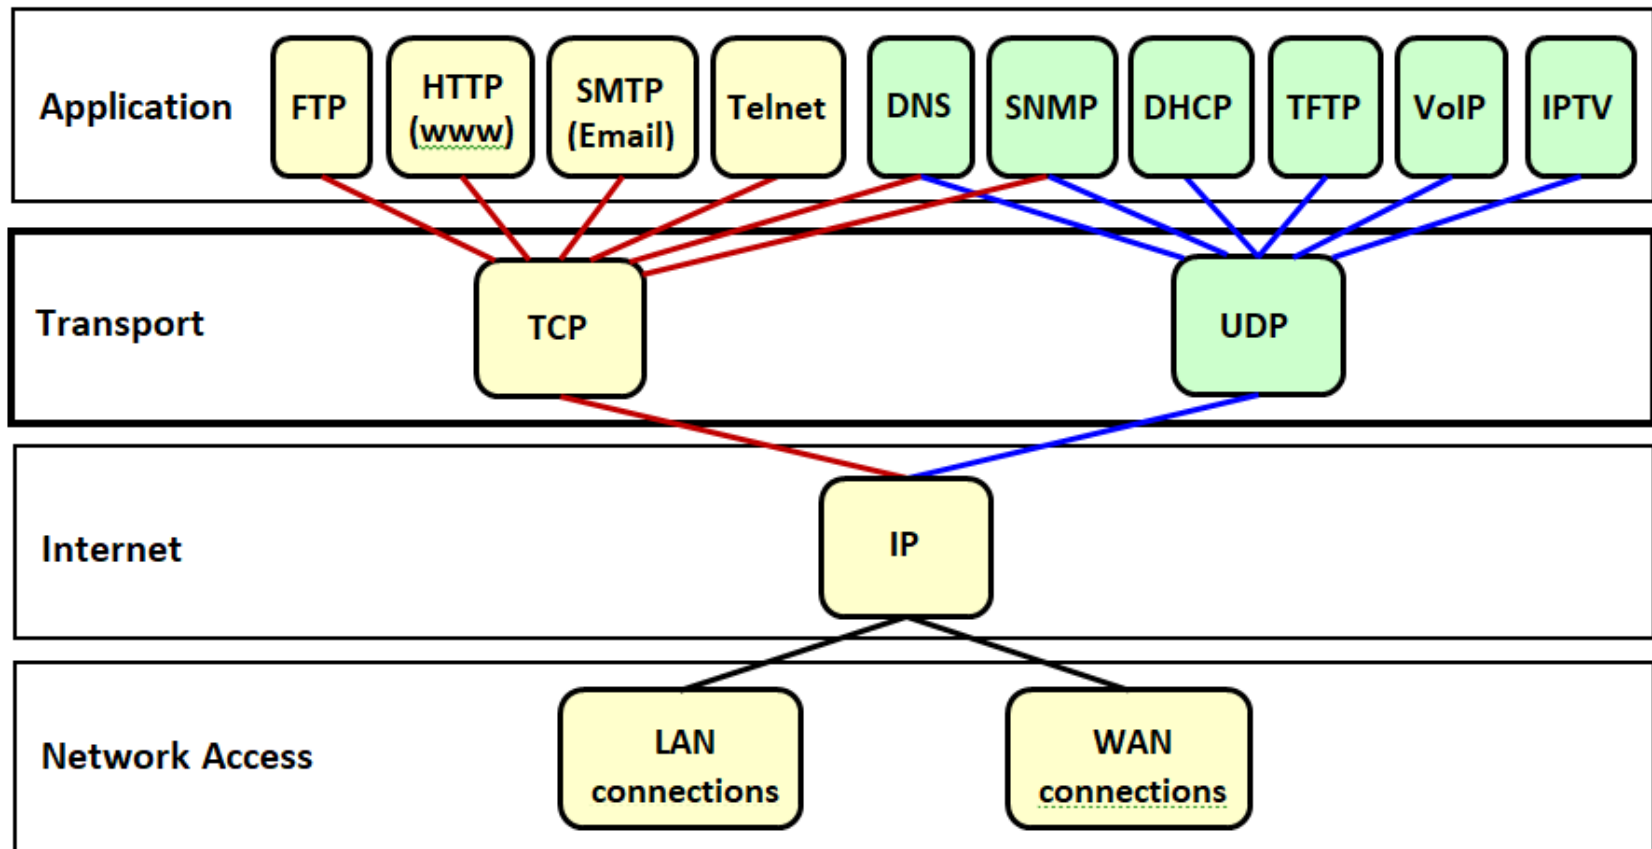 Application
FTP
HTTP
(www)
SMTP
(Email)
Telnet
DNS
SNMP
DHCP
TFTP
VoIP
IPTV
Transport
TCP
UDP
Internet
IP
Network Access
LAN
connections
WAN
connections